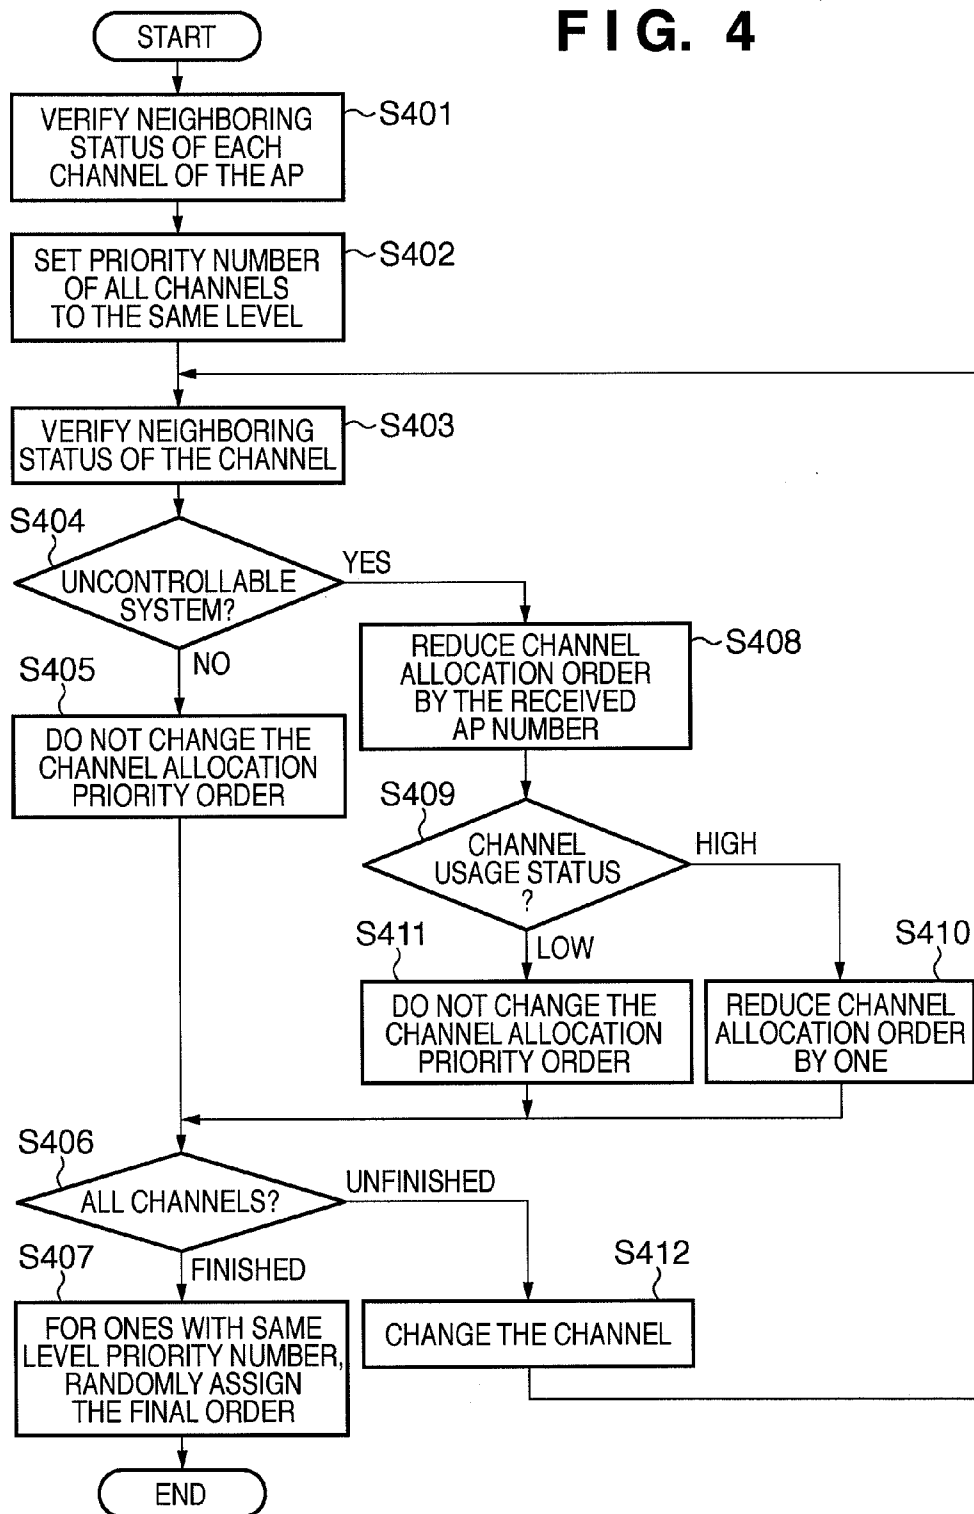 FIG. 4
START
S401
VERIFY NEIGHBORING
STATUS OF EACH
CHANNEL OF THE AP
S402
SET PRIORITY NUMBER
OF ALL CHANNELS
TO THE SAME LEVEL
S403
VERIFY NEIGHBORING
STATUS OF THE CHANNEL
S404
UNCONTROLLABLE
SYSTEM?
YES
NO
S405
DO NOT CHANGE THE
CHANNEL ALLOCATION
PRIORITY ORDER
S408
REDUCE CHANNEL
ALLOCATION ORDER
BY THE RECEIVED
AP NUMBER
S409
CHANNEL
USAGE STATUS
?
HIGH
LOW
S411
DO NOT CHANGE THE
CHANNEL ALLOCATION
PRIORITY ORDER
S410
REDUCE CHANNEL
ALLOCATION ORDER
BY ONE
S406
ALL CHANNELS?
UNFINISHED
FINISHED
S407
FOR ONES WITH SAME
LEVEL PRIORITY NUMBER,
RANDOMLY ASSIGN
THE FINAL ORDER
S412
CHANGE THE CHANNEL
END